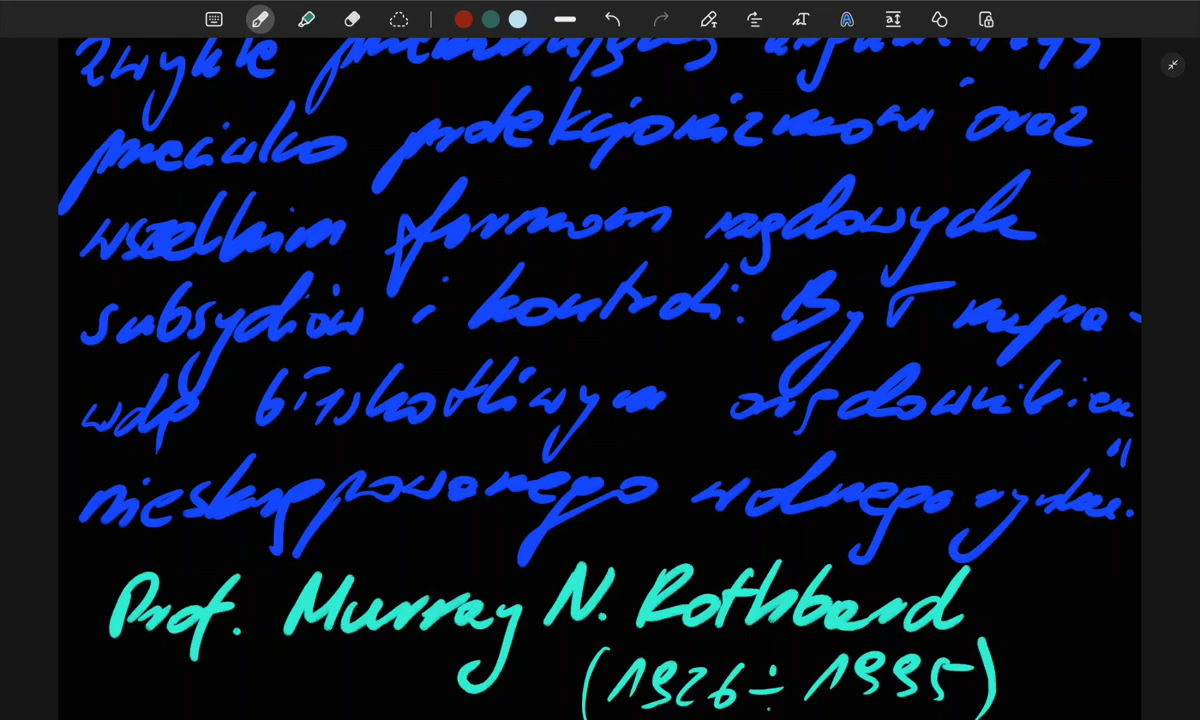 zwykle
przeciwko protekcjonizmowi oraz
wszelkim formom rządowych
subsydiów i kontroli. Był napra-
wdę błyskotliwym orędownikiem
nieskrępowanego wolnego rynku."
Prof. Murray N. Rothbard
(1926÷1995)